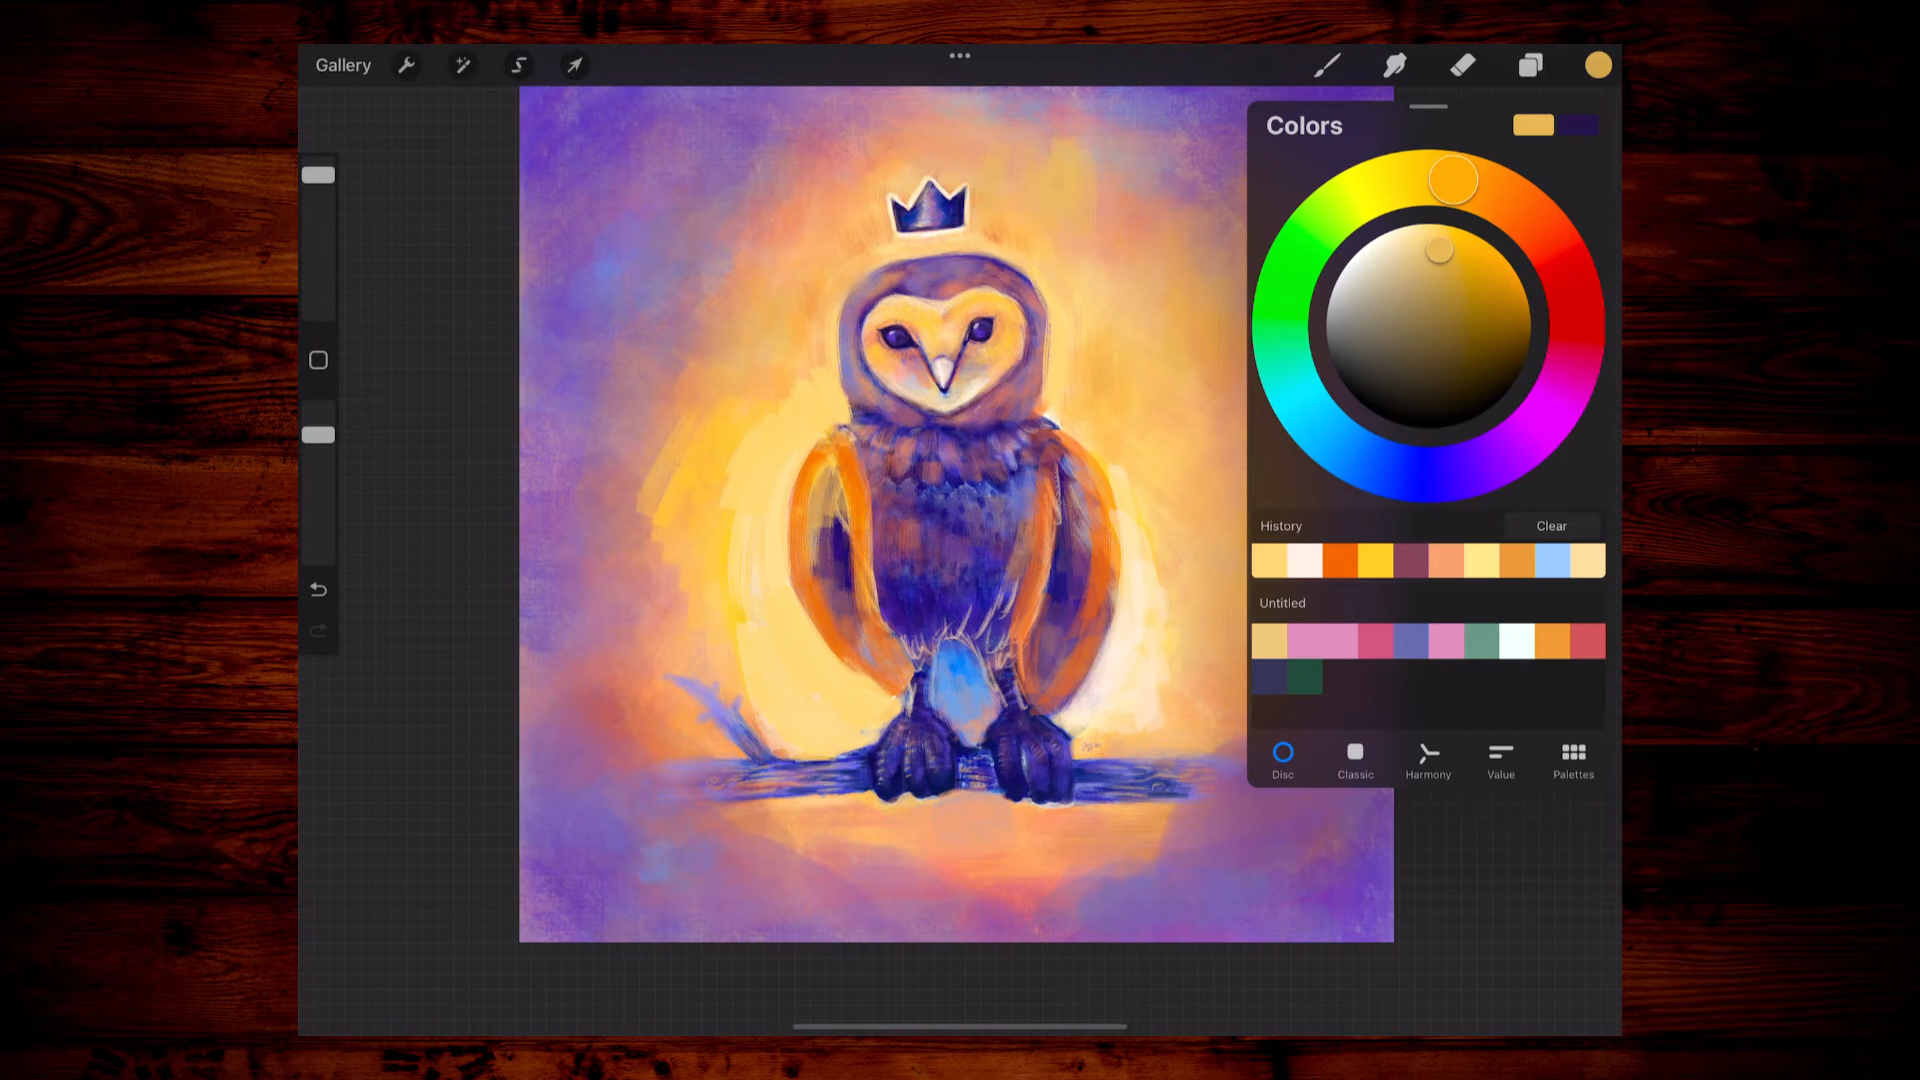 Gallery
Colors
History
Clear
Untitled
Disc
Classic
Harmony
Value
Palettes